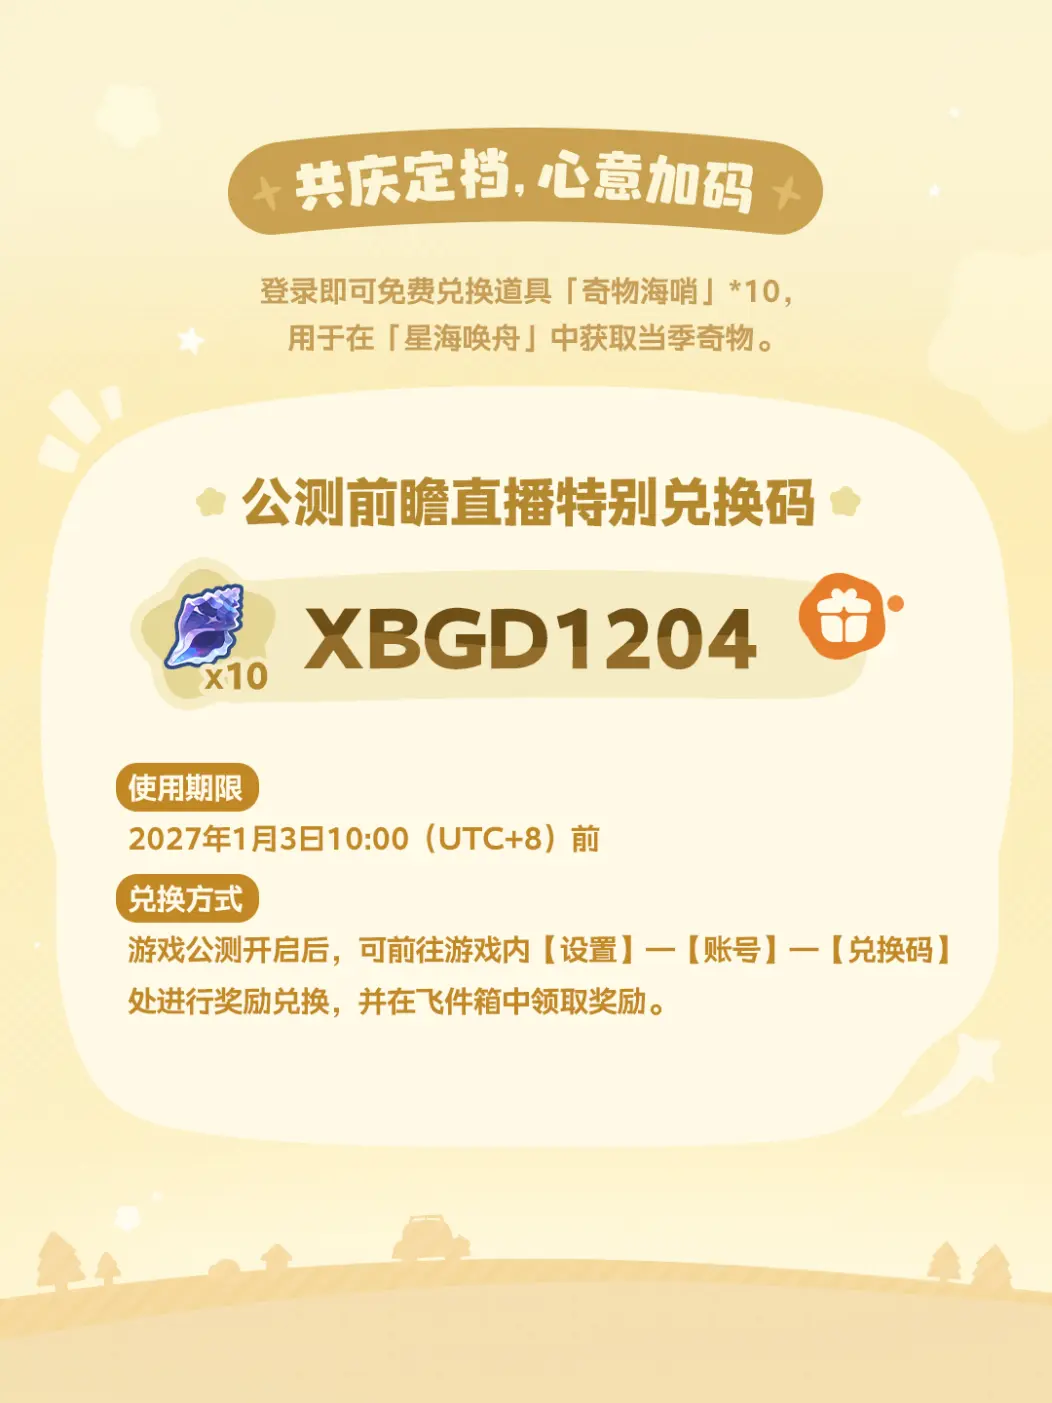 共庆定档，心意加码
登录即可免费兑换道具「奇物海哨」*10，
用于在「星海唤舟」中获取当季奇物。
公测前瞻直播特别兑换码
x10
XBGD1204
使用期限
2027年1月3日10:00（UTC+8）前
兑换方式
游戏公测开启后，可前往游戏内【设置】—【账号】—【兑换码】
处进行奖励兑换，并在飞件箱中领取奖励。